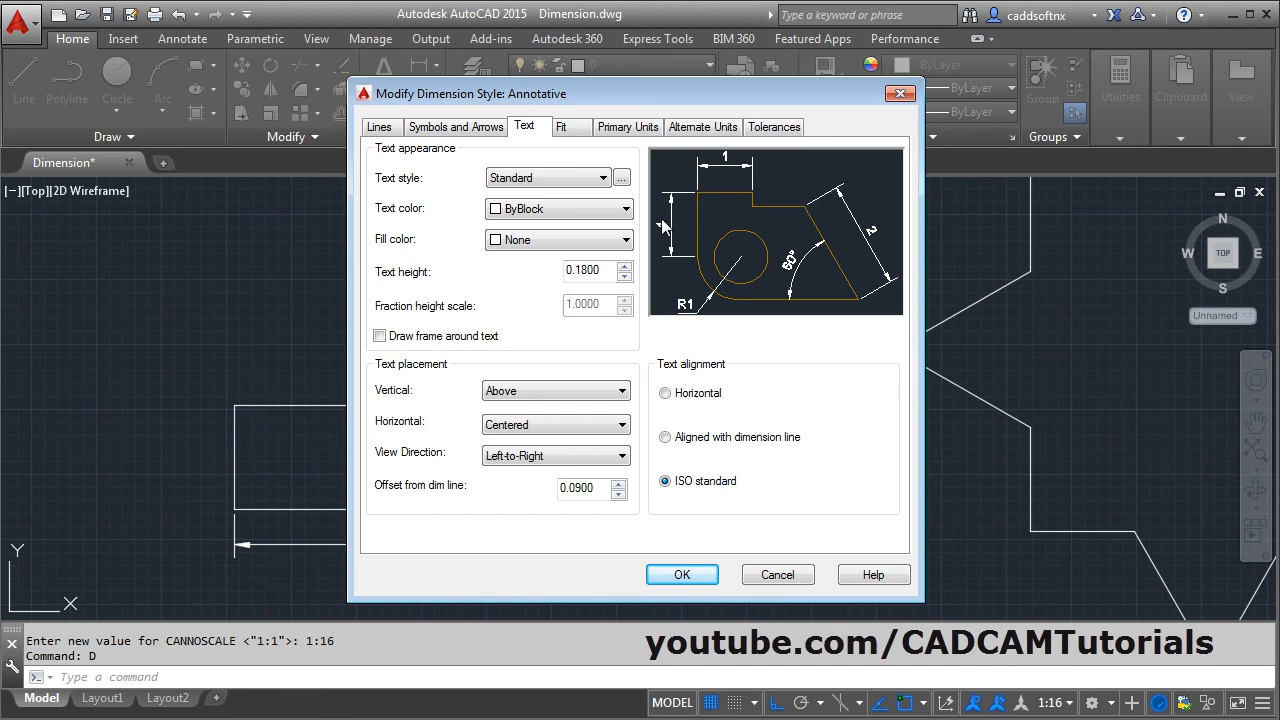 Autodesk AutoCAD 2015 Dimension.dwg
Type a keyword or phrase
caddsoftnx
Home Insert Annotate Parametric View Manage Output Add-ins Autodesk 360 Express Tools BIM 360 Featured Apps Performance
Line Polyline Circle Arc
Draw Modify
0
ByLayer
ByLayer
ByLayer
Group
Groups
Utilities Clipboard View
Dimension*
[−][Top][2D Wireframe]
Modify Dimension Style: Annotative
Lines Symbols and Arrows Text Fit Primary Units Alternate Units Tolerances
Text appearance
Text style: Standard ...
Text color: ByBlock
Fill color: None
Text height: 0.1800
Fraction height scale: 1.0000
Draw frame around text
Text placement
Vertical: Above
Horizontal: Centered
View Direction: Left-to-Right
Offset from dim line: 0.0900
1
2
60°
R1
Text alignment
Horizontal
Aligned with dimension line
ISO standard
OK Cancel Help
N
W TOP E
S
Unnamed
Y
X
Enter new value for CANNOSCALE <"1:1">: 1:16
Command: D
Type a command
youtube.com/CADCAMTutorials
Model Layout1 Layout2 +
MODEL 1:16